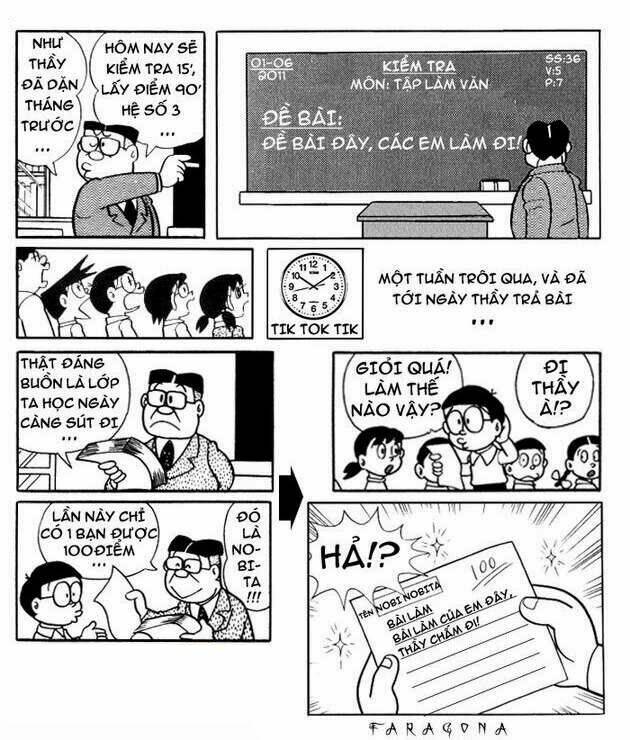 NHƯ
THẦY
ĐÃ DẶN
THÁNG
TRƯỚC
...
HÔM NAY SẼ
KIỂM TRA 15',
LẤY ĐIỂM 90'
HỆ SỐ 3
...
01-06
2011
KIỂM TRA
MÔN: TẬP LÀM VĂN
SS:36
V:5
P:7
ĐỀ BÀI:
ĐỀ BÀI ĐÂY, CÁC EM LÀM ĐI!
TIK TOK TIK
MỘT TUẦN TRÔI QUA, VÀ ĐÃ
TỚI NGÀY THẦY TRẢ BÀI
...
THẬT ĐÁNG
BUỒN LÀ LỚP
TA HỌC NGÀY
CÀNG SÚT ĐI
...
LẦN NÀY CHỈ
CÓ 1 BẠN ĐƯỢC
100ĐIỂM
...
ĐÓ
LÀ
NO-
BI-
TA!!!
GIỎI QUÁ!
LÀM THẾ
NÀO VẬY?
ĐI
THẦY
À!?
HẢ!?
100
TÊN NOBI NOBITA
BÀI LÀM
BÀI LÀM CỦA EM ĐÂY,
THẦY CHẤM ĐI!
FARAGONA